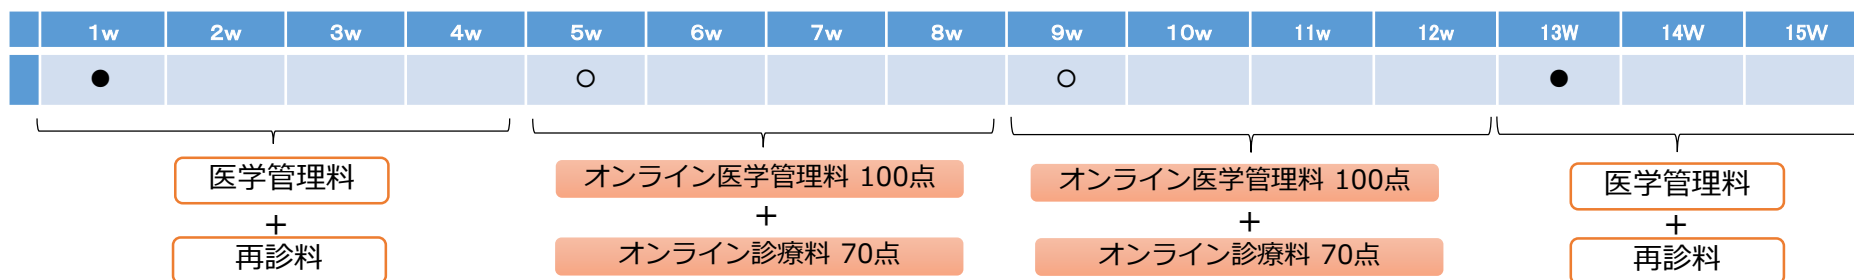 1w 2w 3w 4w 5w 6w 7w 8w 9w 10w 11w 12w 13W 14W 15W
● ○ ○ ●
医学管理料 オンライン医学管理料 100点 オンライン医学管理料 100点 医学管理料
+ + + +
再診料 オンライン診療料 70点 オンライン診療料 70点 再診料